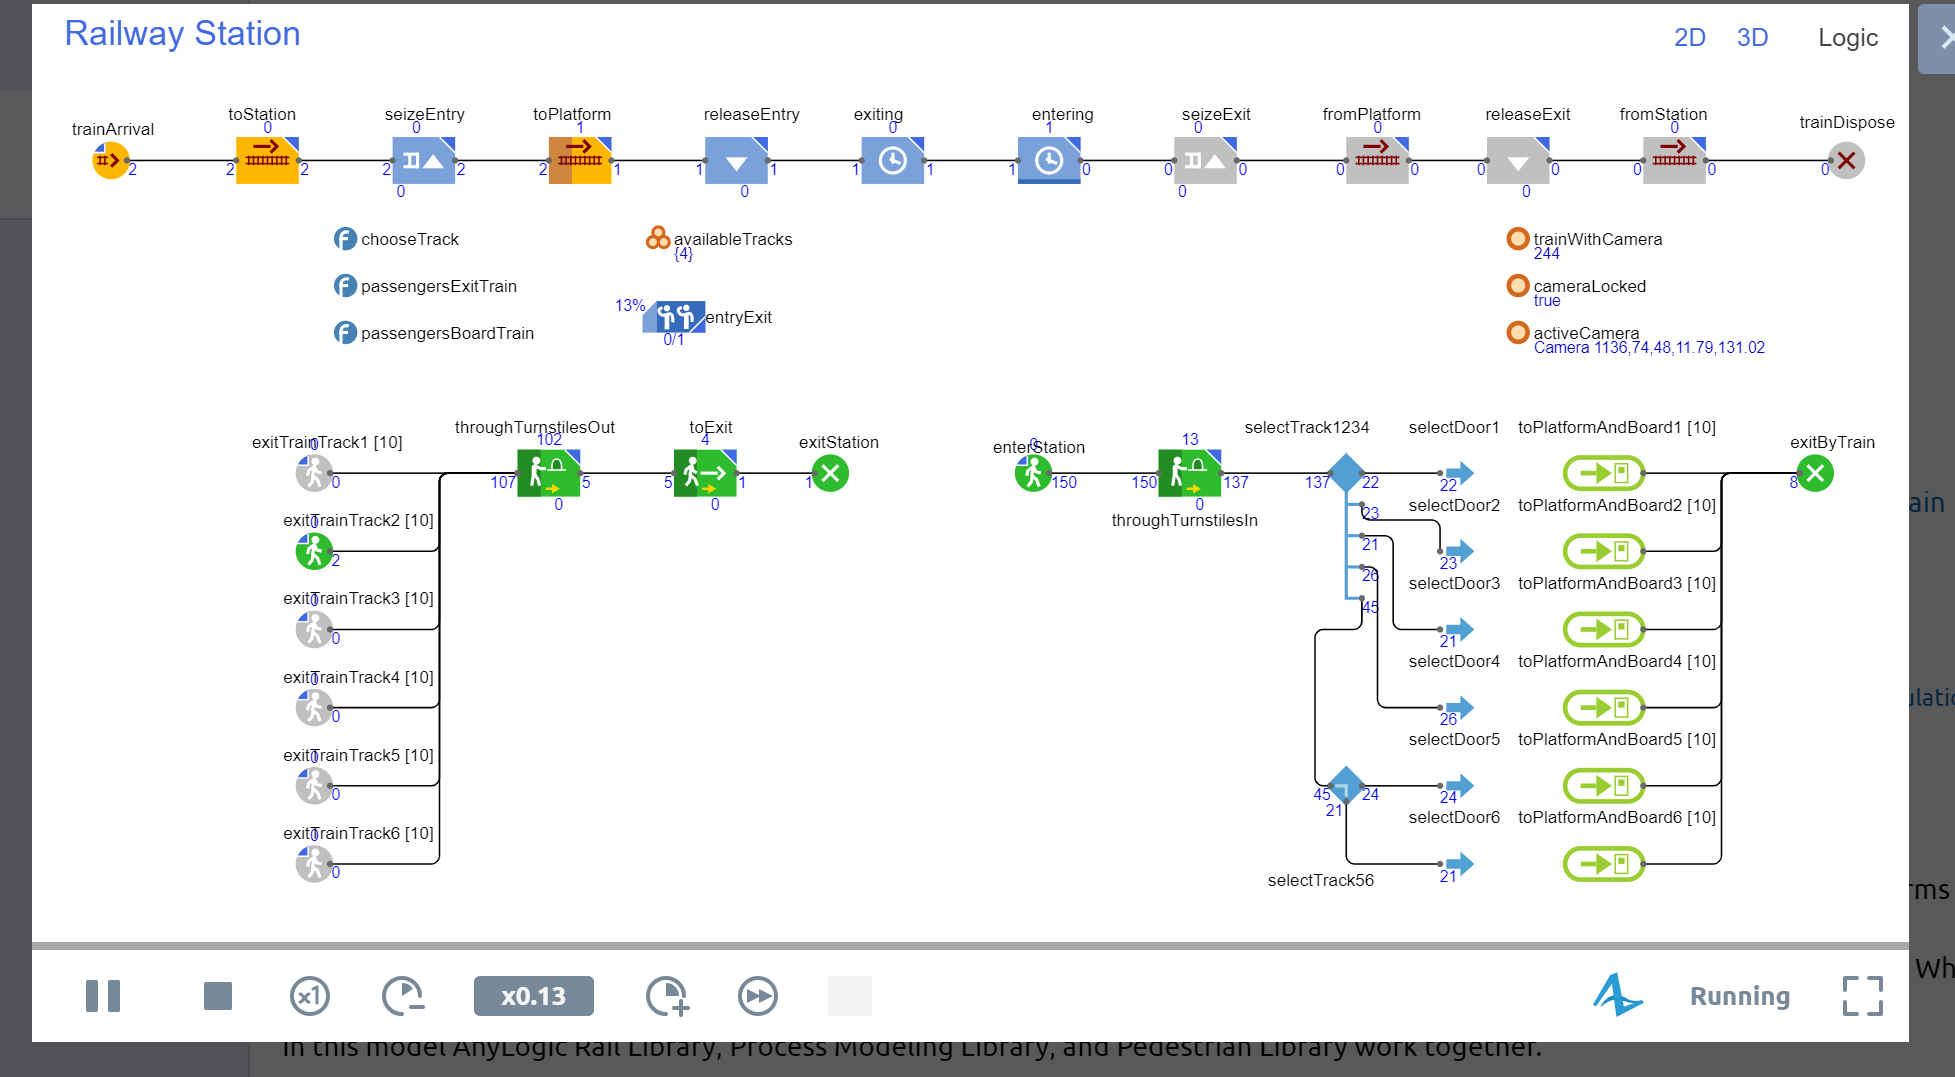 Railway Station
2D 3D Logic
trainArrival
2
toStation
0
2 2
seizeEntry
0
2 2
0
toPlatform
1
2 1
releaseEntry
1 1
0
exiting
0
1 1
entering
1
1 0
seizeExit
0
0 0
0
fromPlatform
0
0 0
releaseExit
0 0
0
fromStation
0
0 0
trainDispose
0
chooseTrack
passengersExitTrain
passengersBoardTrain
availableTracks
{4}
13%
entryExit
0/1
trainWithCamera
244
cameraLocked
true
activeCamera
Camera 1136,74,48,11.79,131.02
exitTrainTrack1 [10]
0
0
exitTrainTrack2 [10]
0
2
exitTrainTrack3 [10]
0
0
exitTrainTrack4 [10]
0
0
exitTrainTrack5 [10]
0
0
exitTrainTrack6 [10]
0
0
throughTurnstilesOut
102
107 5
0
toExit
4
5 1
0
exitStation
1
enterStation
0
150
13
150 137
0
throughTurnstilesIn
selectTrack1234
137 22
23
21
26
45
45 24
21
selectTrack56
selectDoor1
22
selectDoor2
23
selectDoor3
21
selectDoor4
26
selectDoor5
24
selectDoor6
21
toPlatformAndBoard1 [10]
toPlatformAndBoard2 [10]
toPlatformAndBoard3 [10]
toPlatformAndBoard4 [10]
toPlatformAndBoard5 [10]
toPlatformAndBoard6 [10]
exitByTrain
8
x1
x0.13
Running
ain
rms
Wh
In this model AnyLogic Rail Library, Process Modeling Library, and Pedestrian Library work together.